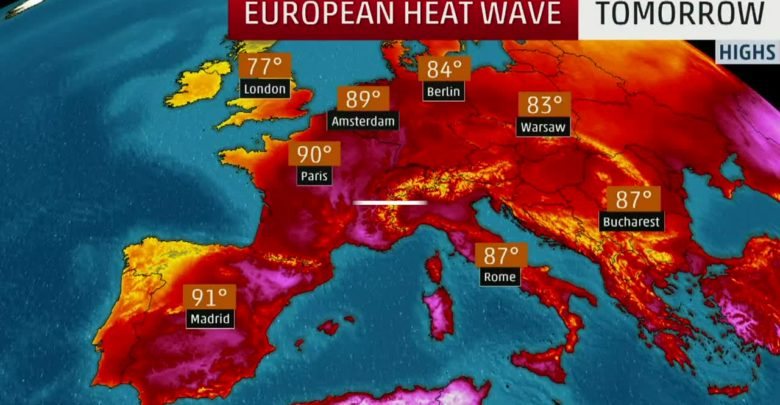 EUROPEAN HEAT WAVE
TOMORROW
HIGHS
77°
London
84°
Berlin
89°
Amsterdam
83°
Warsaw
90°
Paris
87°
Bucharest
87°
Rome
91°
Madrid